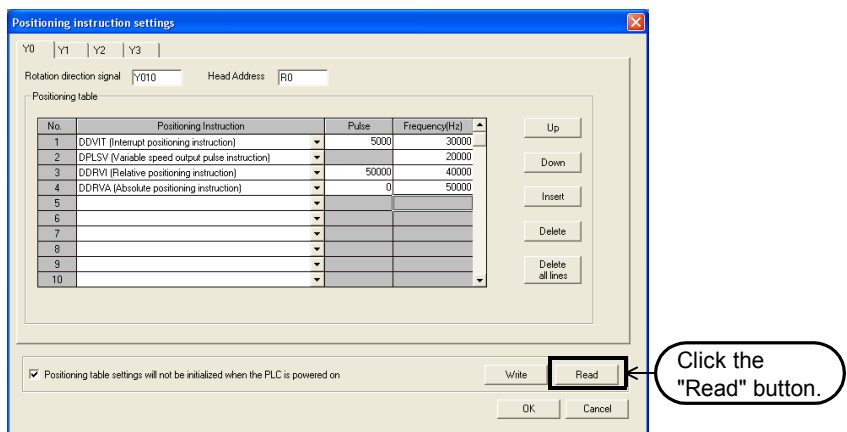 Positioning instruction settings
Y0 Y1 Y2 Y3
Rotation direction signal Y010 Head Address R0
Positioning table
No. Positioning Instruction Pulse Frequency(Hz)
1 DDVIT (Interrupt positioning instruction) 5000 30000
2 DPLSV (Variable speed output pulse instruction) 20000
3 DDRVI (Relative positioning instruction) 50000 40000
4 DDRVA (Absolute positioning instruction) 0 50000
5
6
7
8
9
10
Up
Down
Insert
Delete
Delete
all lines
Positioning table settings will not be initialized when the PLC is powered on
Write Read
OK Cancel
Click the
"Read" button.